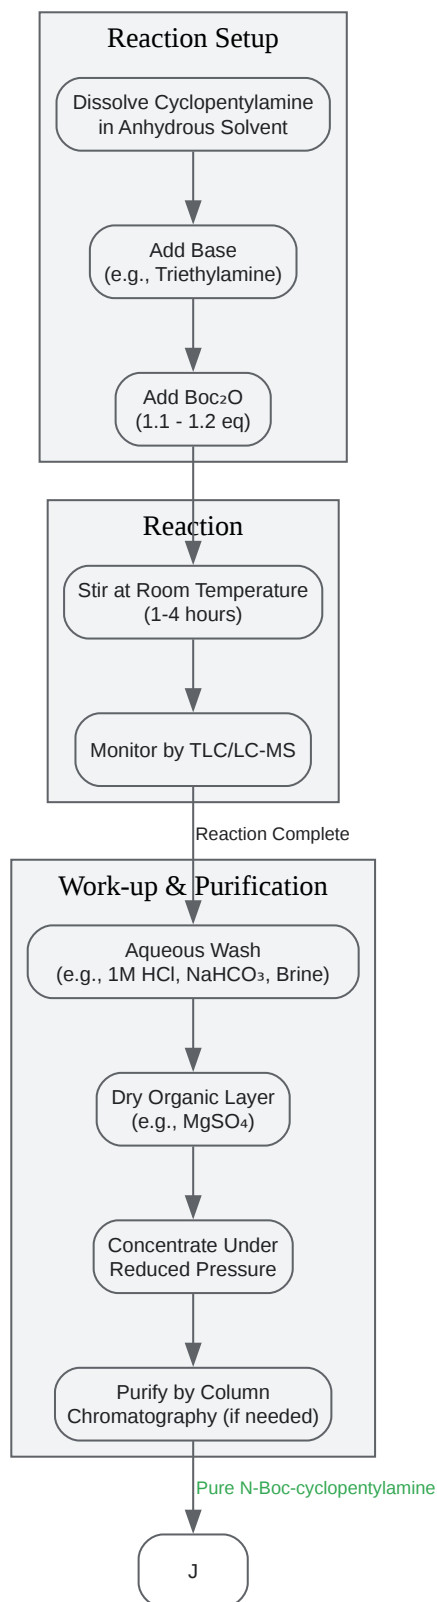 Reaction Setup
Dissolve Cyclopentylamine
in Anhydrous Solvent
Add Base
(e.g., Triethylamine)
Add Boc₂O
(1.1 - 1.2 eq)
Reaction
Stir at Room Temperature
(1-4 hours)
Monitor by TLC/LC-MS
Reaction Complete
Work-up & Purification
Aqueous Wash
(e.g., 1M HCl, NaHCO₃, Brine)
Dry Organic Layer
(e.g., MgSO₄)
Concentrate Under
Reduced Pressure
Purify by Column
Chromatography (if needed)
Pure N-Boc-cyclopentylamine
J